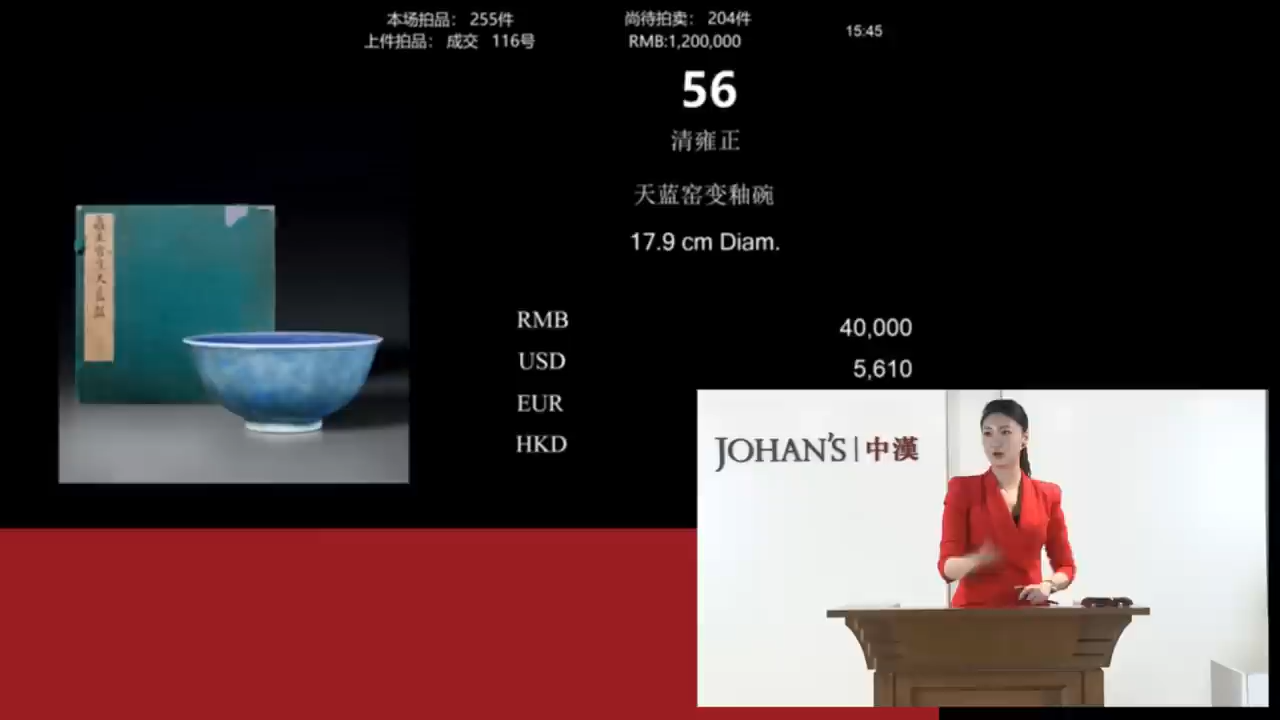 本场拍品： 255件
尚待拍卖： 204件
上件拍品： 成交 116号
RMB:1,200,000
15:45
56
清雍正
天蓝窑变釉碗
17.9 cm Diam.
RMB 40,000
USD 5,610
EUR
HKD
JOHAN'S | 中漢